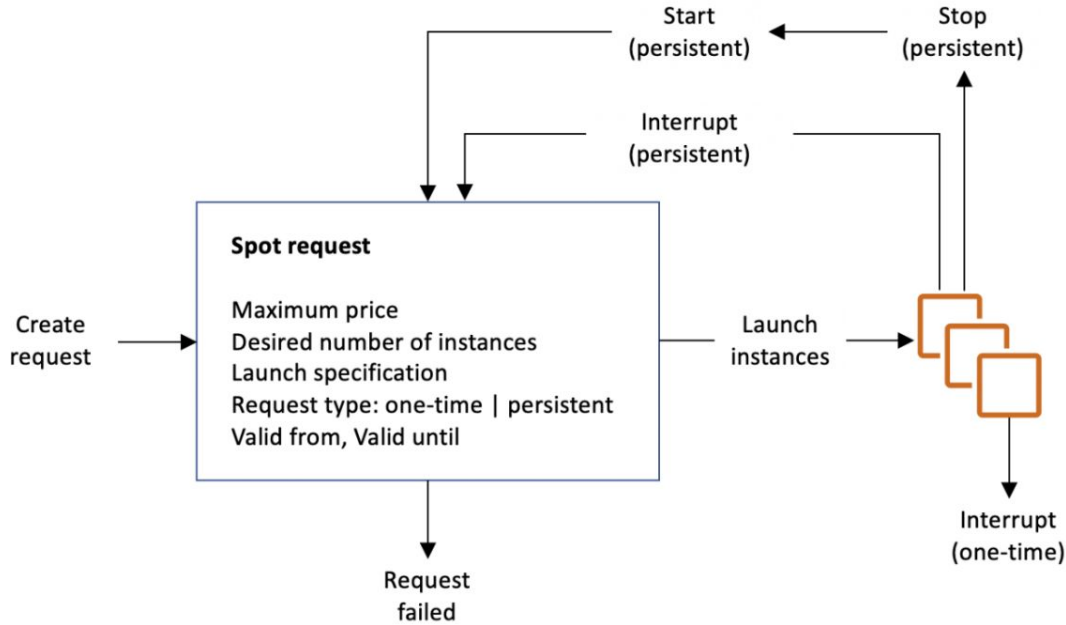 Start
(persistent)
Stop
(persistent)
Interrupt
(persistent)
Spot request
Maximum price
Desired number of instances
Launch specification
Request type: one-time | persistent
Valid from, Valid until
Create
request
Launch
instances
Interrupt
(one-time)
Request
failed